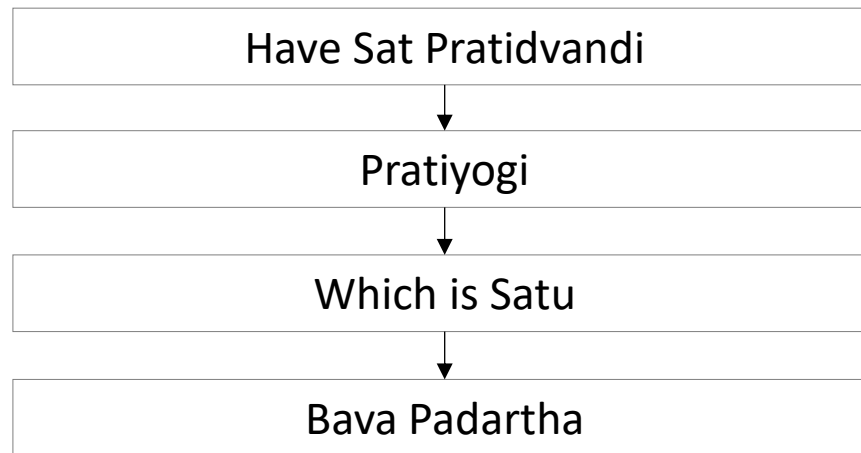 Have Sat Pratidvandi
Pratiyogi
Which is Satu
Bava Padartha